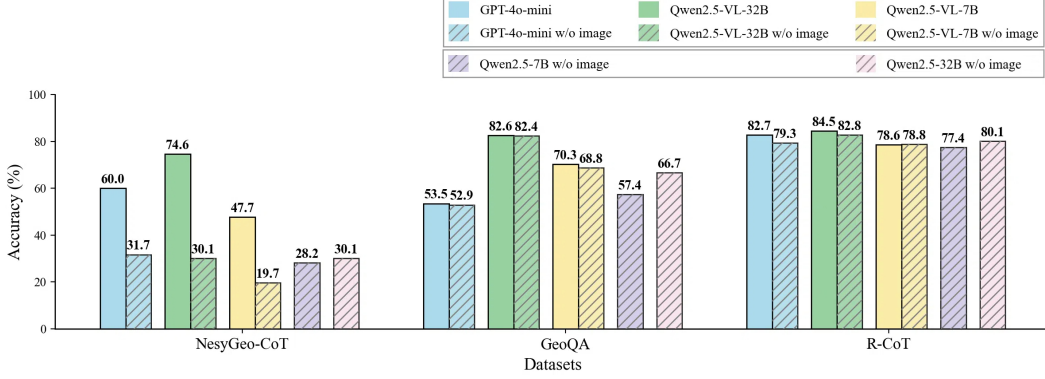 GPT-4o-mini Qwen2.5-VL-32B Qwen2.5-VL-7B
GPT-4o-mini w/o image Qwen2.5-VL-32B w/o image Qwen2.5-VL-7B w/o image
Qwen2.5-7B w/o image Qwen2.5-32B w/o image
Accuracy (%)
100
80
60
40
20
0
60.0 31.7 74.6 30.1 47.7 19.7 28.2 30.1
53.5 52.9 82.6 82.4 70.3 68.8 57.4 66.7
82.7 79.3 84.5 82.8 78.6 78.8 77.4 80.1
NesyGeo-CoT GeoQA R-CoT
Datasets